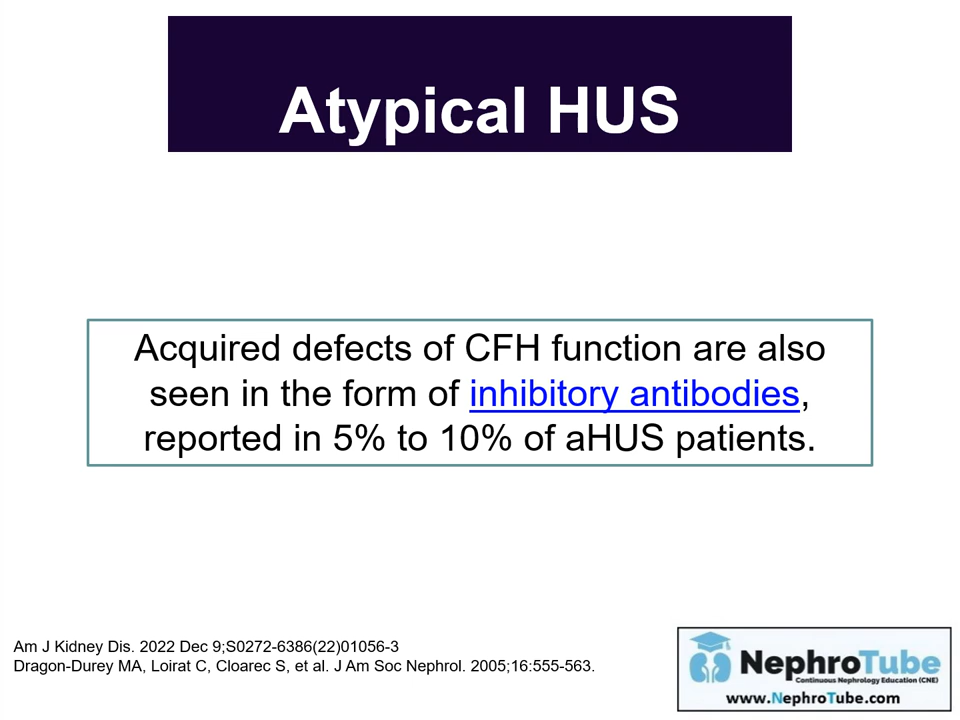 Atypical HUS
Acquired defects of CFH function are also
seen in the form of inhibitory antibodies,
reported in 5% to 10% of aHUS patients.
Am J Kidney Dis. 2022 Dec 9;S0272-6386(22)01056-3
Dragon-Durey MA, Loirat C, Cloarec S, et al. J Am Soc Nephrol. 2005;16:555-563.
NephroTube
Continuous Nephrology Education (CNE)
www.NephroTube.com